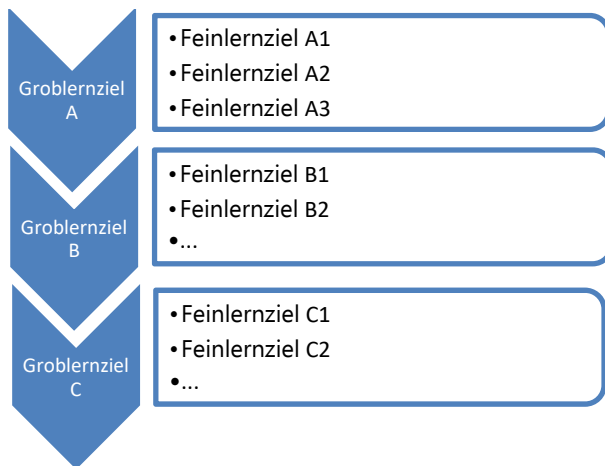 Groblernziel
A
•Feinlernziel A1
•Feinlernziel A2
•Feinlernziel A3
Groblernziel
B
•Feinlernziel B1
•Feinlernziel B2
•...
Groblernziel
C
•Feinlernziel C1
•Feinlernziel C2
•...